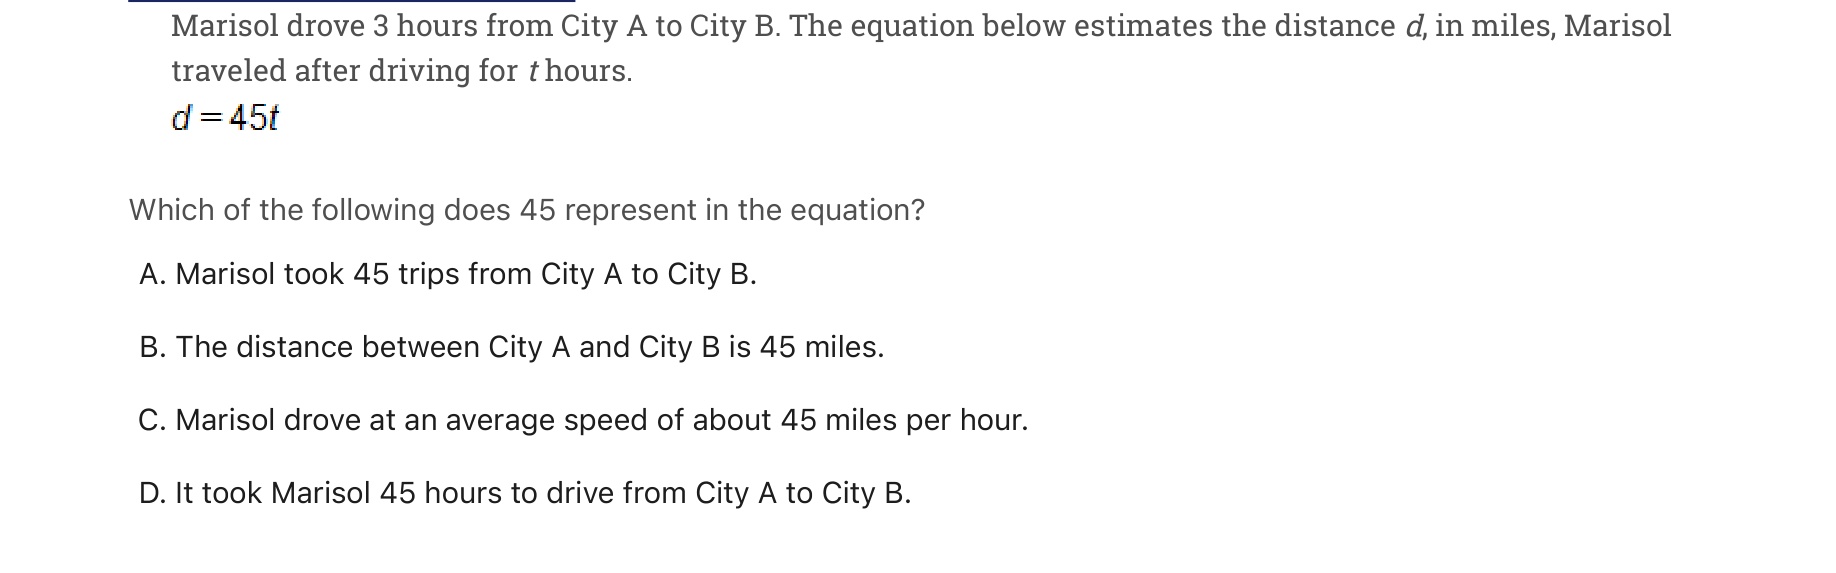 Marisol drove 3 hours from City A to City B. The equation below estimates the distance d, in miles, Marisol
traveled after driving for t hours.
d = 45t
Which of the following does 45 represent in the equation?
A. Marisol took 45 trips from City A to City B.
B. The distance between City A and City B is 45 miles.
C. Marisol drove at an average speed of about 45 miles per hour.
D. It took Marisol 45 hours to drive from City A to City B.